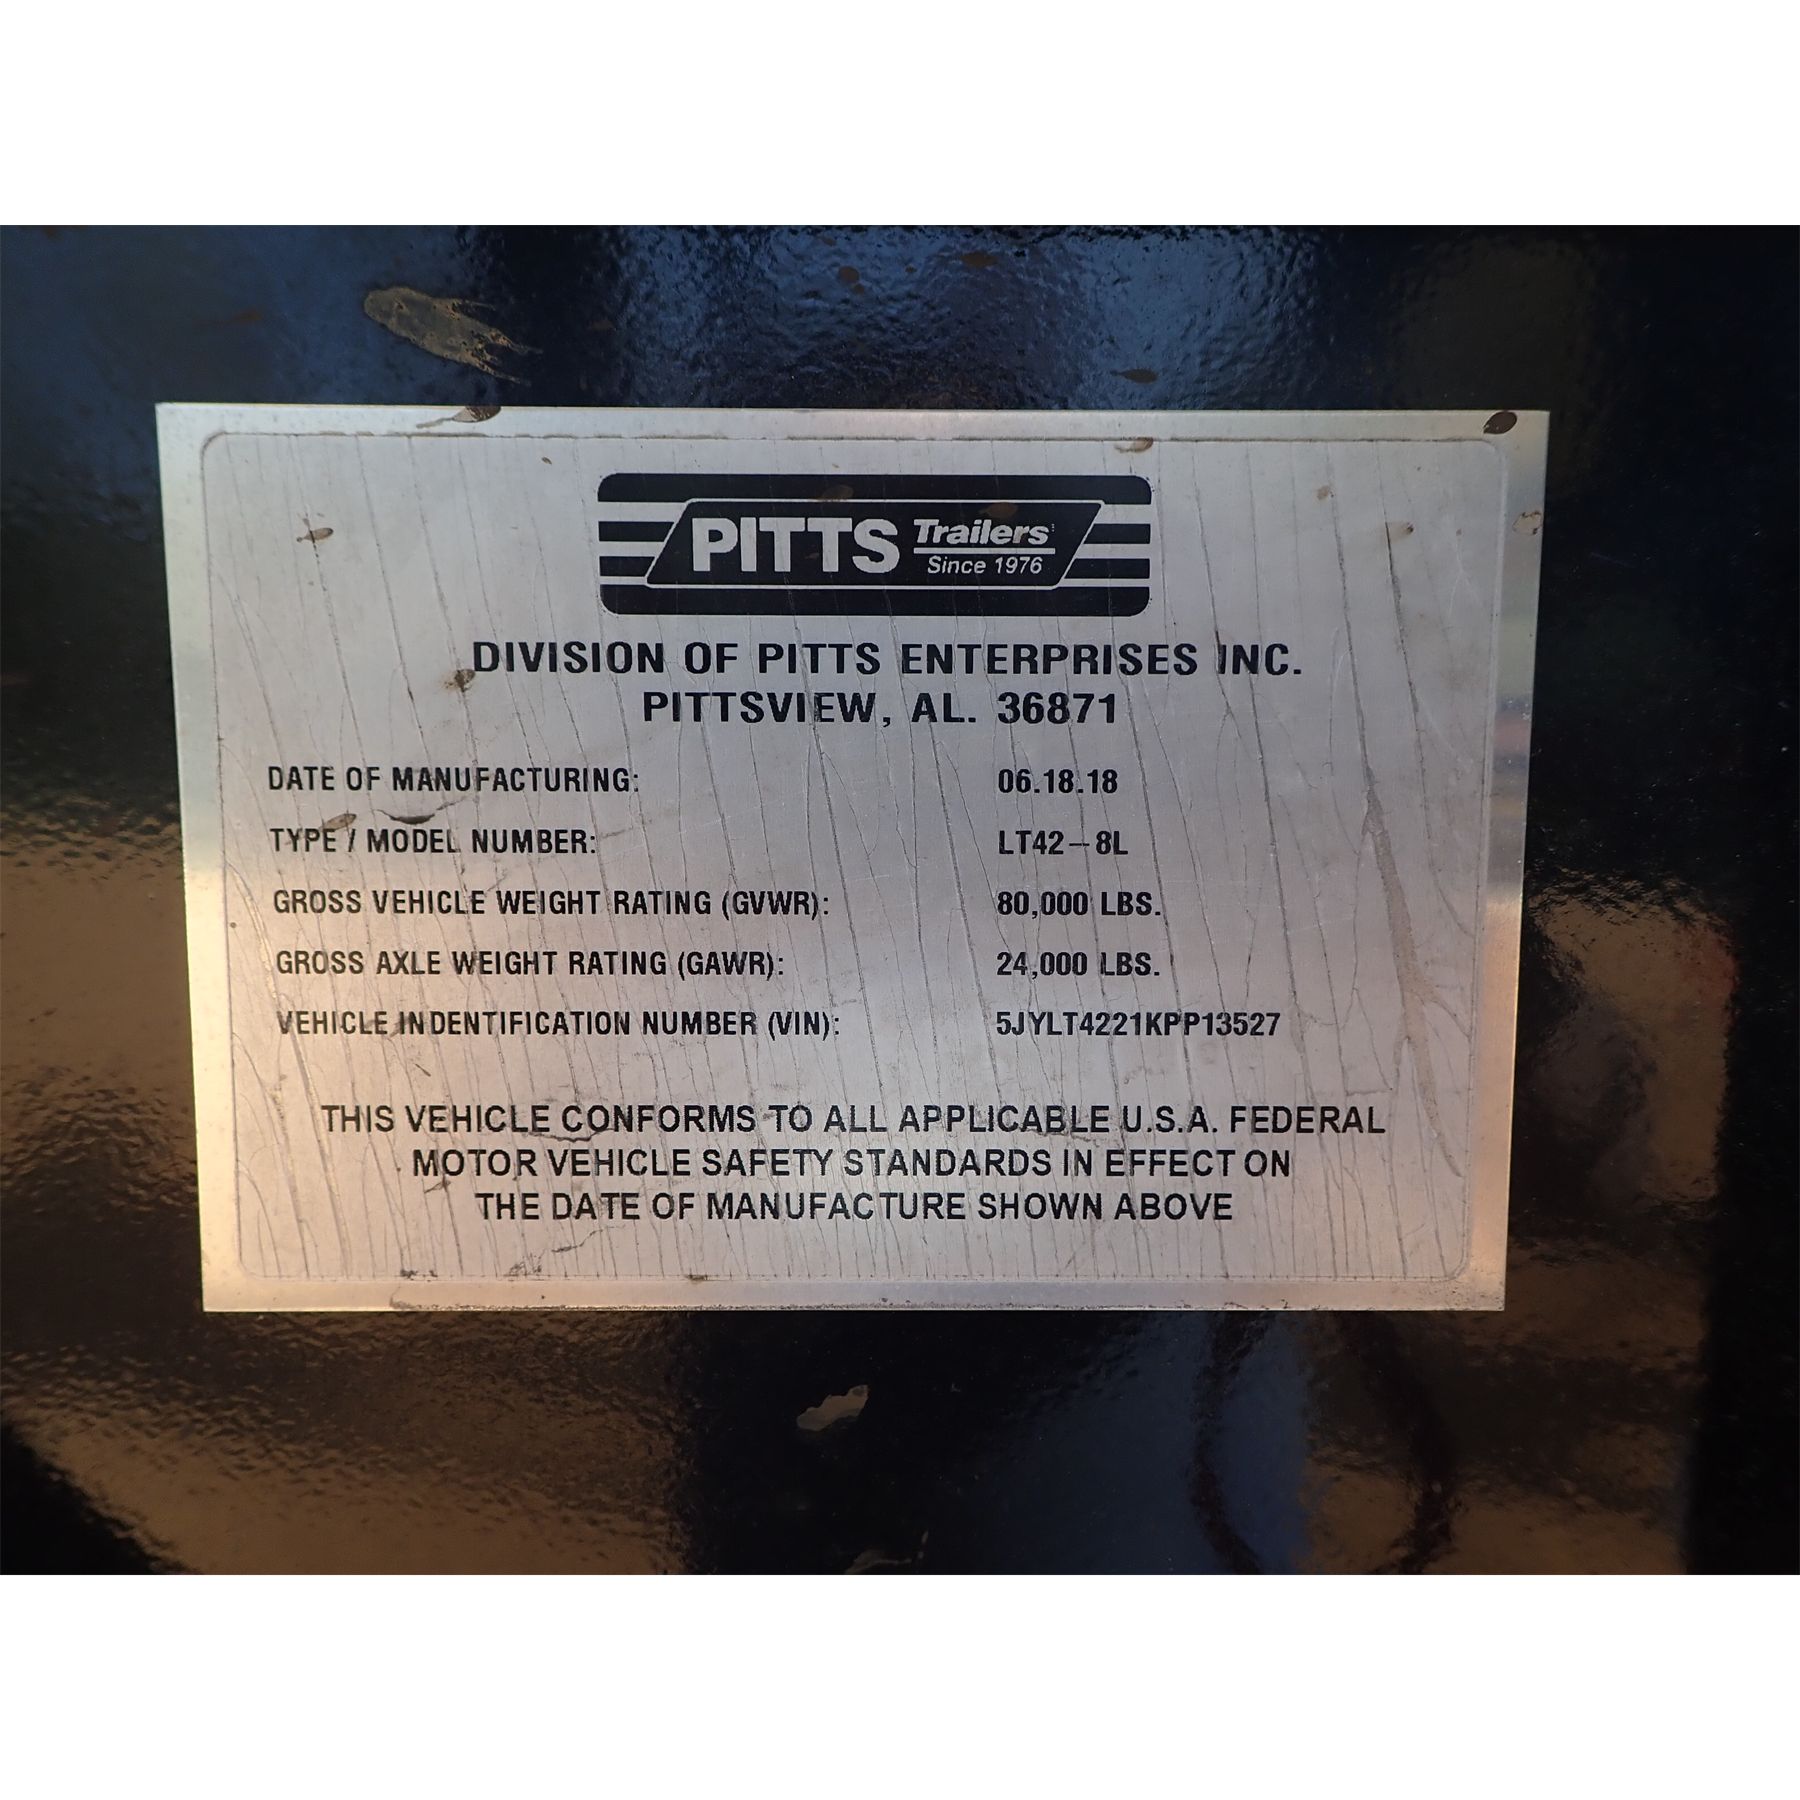 PITTS Trailers
Since 1976
DIVISION OF PITTS ENTERPRISES INC.
PITTSVIEW, AL. 36871
DATE OF MANUFACTURING: 06.18.18
TYPE / MODEL NUMBER: LT42-8L
GROSS VEHICLE WEIGHT RATING (GVWR): 80,000 LBS.
GROSS AXLE WEIGHT RATING (GAWR): 24,000 LBS.
VEHICLE INDENTIFICATION NUMBER (VIN): 5JYLT4221KPP13527
THIS VEHICLE CONFORMS TO ALL APPLICABLE U.S.A. FEDERAL
MOTOR VEHICLE SAFETY STANDARDS IN EFFECT ON
THE DATE OF MANUFACTURE SHOWN ABOVE